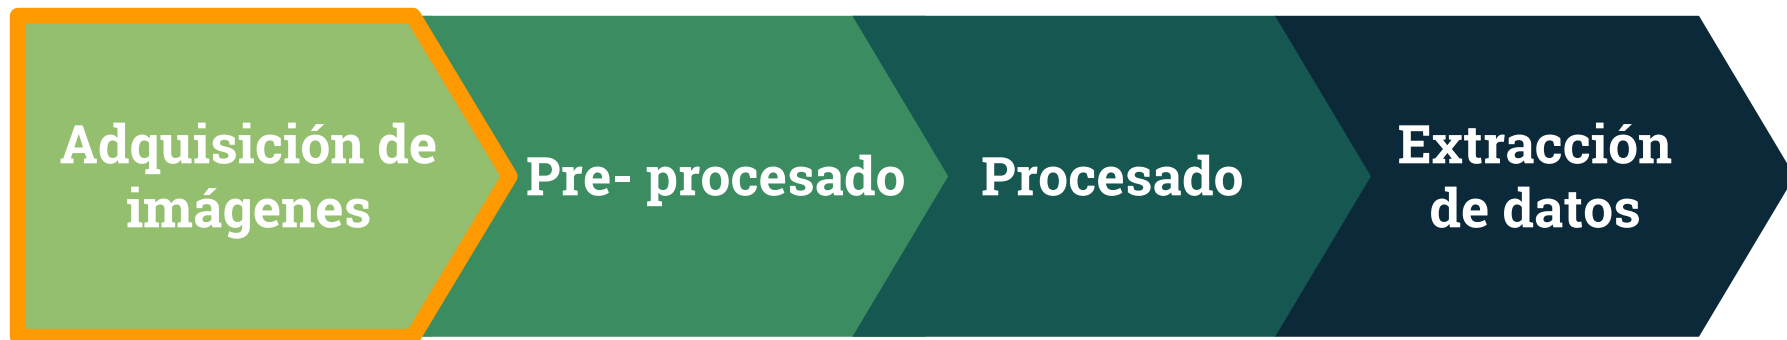 Adquisición de
imágenes
Pre- procesado
Procesado
Extracción
de datos